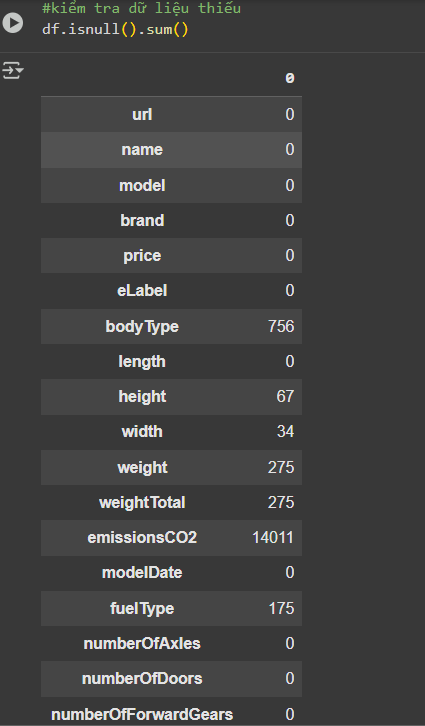 #kiểm tra dữ liệu thiếu
df.isnull().sum()
0
url 0
name 0
model 0
brand 0
price 0
eLabel 0
bodyType 756
length 0
height 67
width 34
weight 275
weightTotal 275
emissionsCO2 14011
modelDate 0
fuelType 175
numberOfAxles 0
numberOfDoors 0
numberOfForwardGears 0